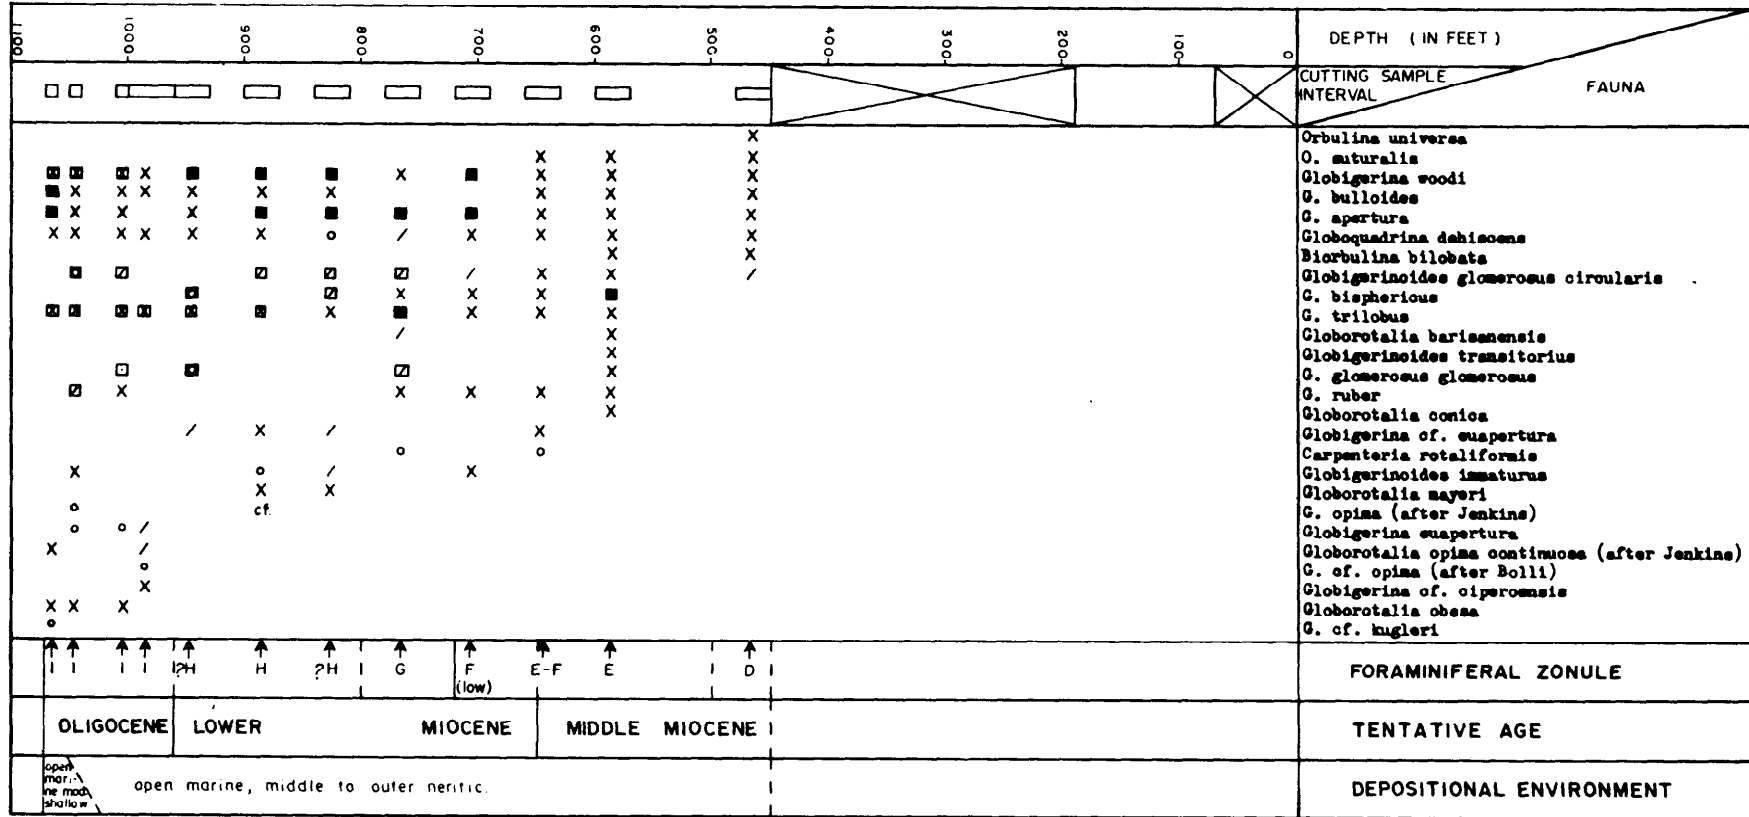 1100 1000 900 800 700 600 500 400 300 200 100 0
DEPTH (IN FEET)
CUTTING SAMPLE
INTERVAL
FAUNA
Orbulina universa
O. suturalis
Globigerina woodi
G. bulloides
G. apertura
Globoquadrina dehiscens
Biorbulina bilobata
Globigerinoides glomerosus circularis
G. bisphericus
G. trilobus
Globorotalia barisanensis
Globigerinoides transitorius
G. glomerosus glomerosus
G. ruber
Globorotalia conica
Globigerina cf. euapertura
Carpenteria rotaliformis
Globigerinoides immaturus
Globorotalia mayeri
cf. G. opima (after Jenkins)
Globigerina euapertura
Globorotalia opima continuosa (after Jenkins)
G. cf. opima (after Bolli)
Globigerina cf. ciperoensis
Globorotalia obesa
G. cf. kugleri
I I I I ?H H ?H G F E-F E D
(low)
FORAMINIFERAL ZONULE
OLIGOCENE LOWER MIOCENE MIDDLE MIOCENE
TENTATIVE AGE
open
mari-
ne mod.
shallow
open marine, middle to outer neritic.
DEPOSITIONAL ENVIRONMENT